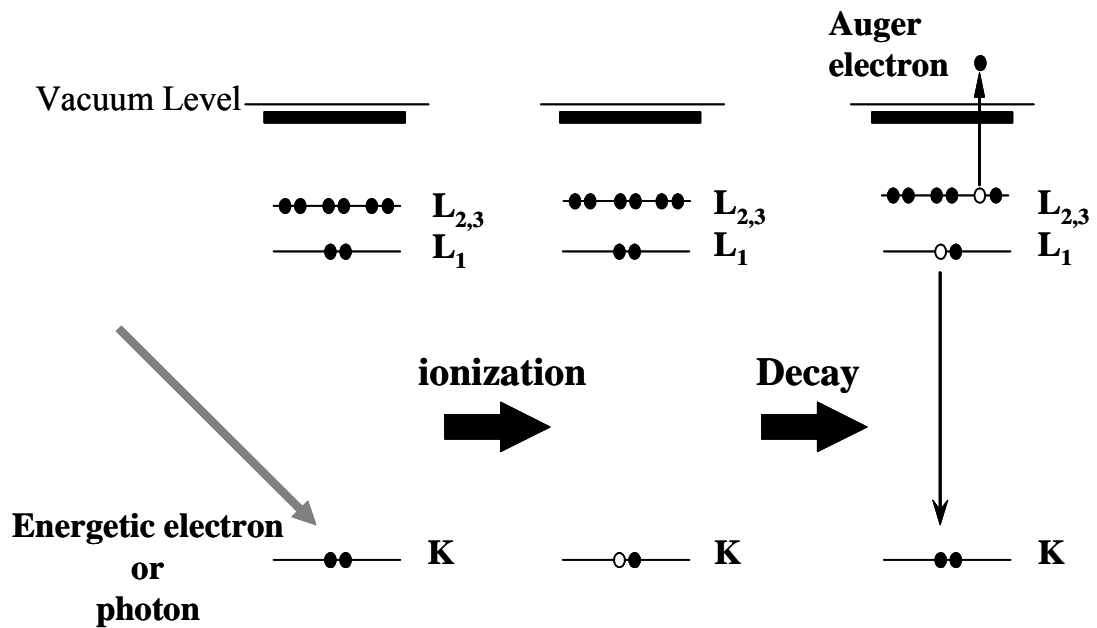 Auger
electron
Vacuum Level
L2,3
L1
L2,3
L1
L2,3
L1
ionization
Decay
Energetic electron
or
photon
K
K
K